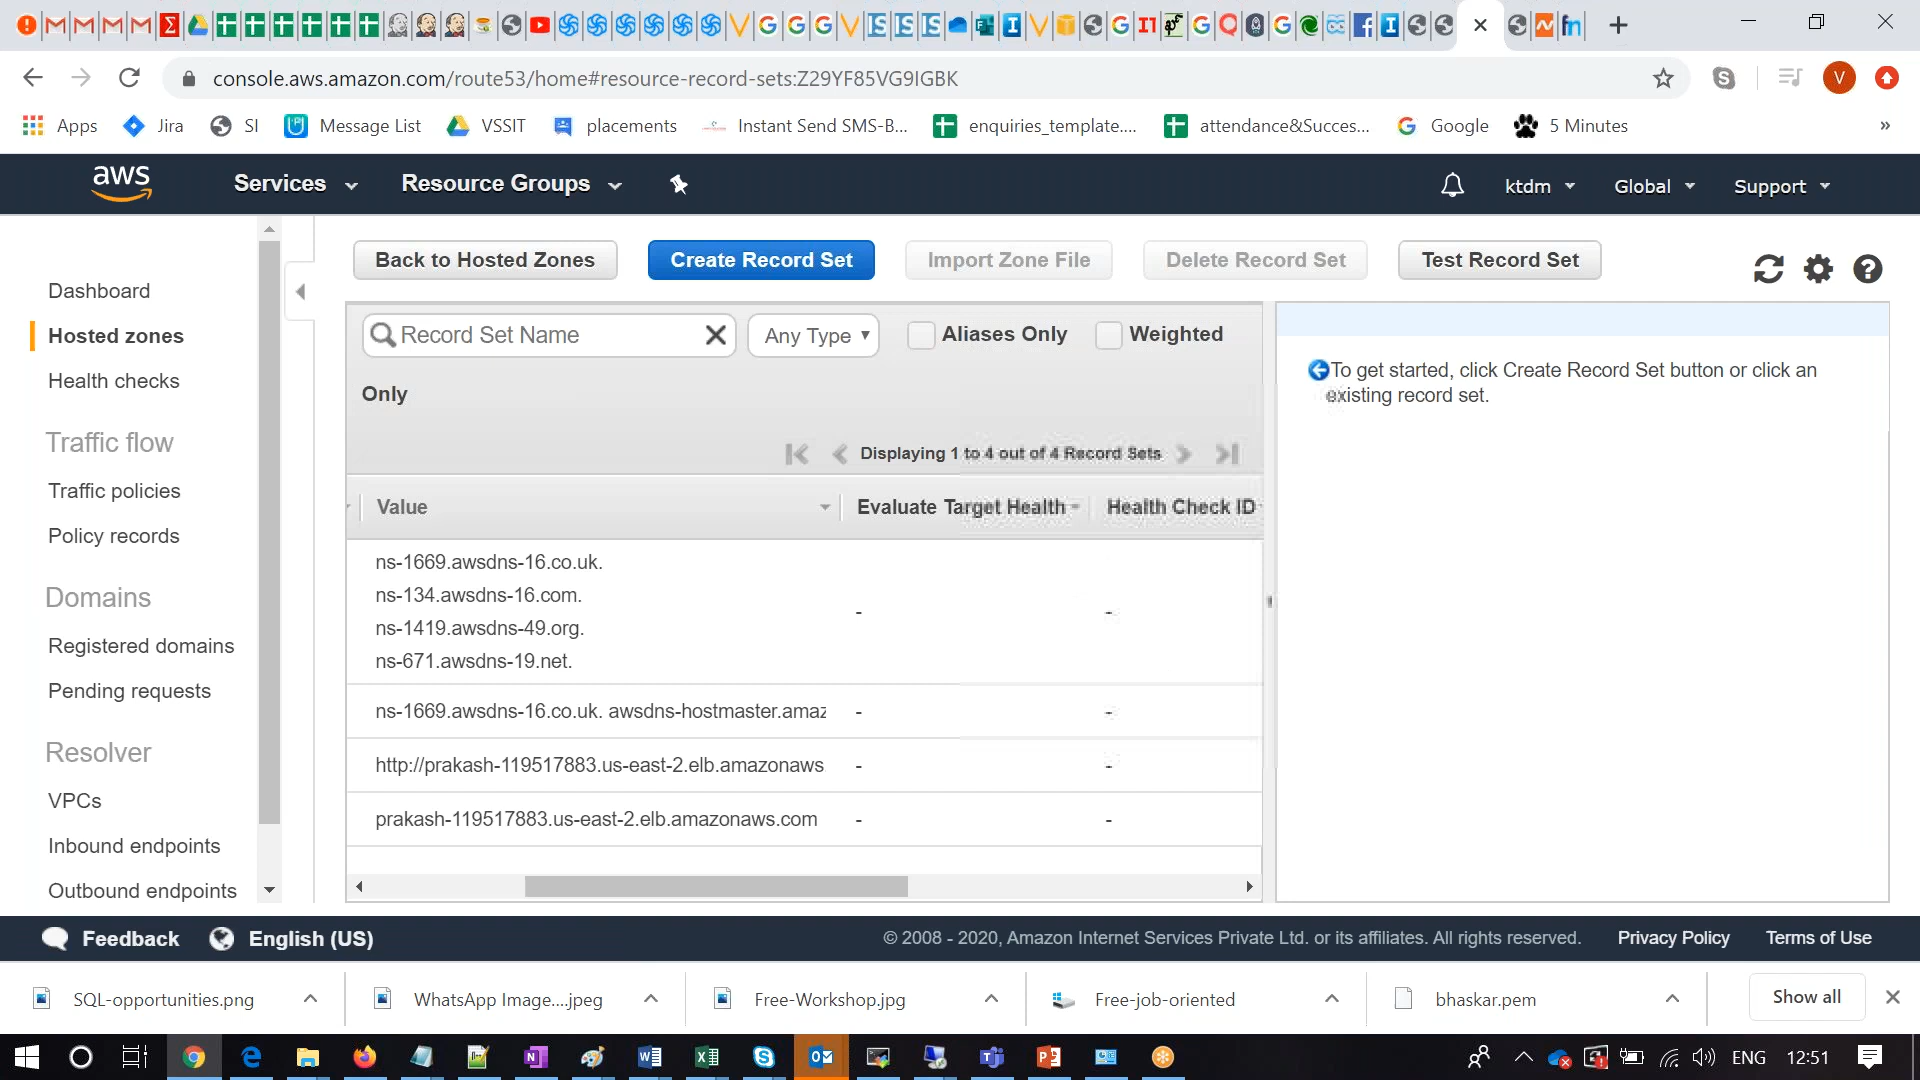 console.aws.amazon.com/route53/home#resource-record-sets:Z29YF85VG9IGBK
V
Apps
Jira
SI
Message List
VSSIT
placements
Instant Send SMS-B...
enquiries_template....
attendance&Succes...
Google
5 Minutes
»
aws
Services
Resource Groups
ktdm
Global
Support
Back to Hosted Zones
Create Record Set
Import Zone File
Delete Record Set
Test Record Set
Dashboard
Hosted zones
Health checks
Traffic flow
Traffic policies
Policy records
Domains
Registered domains
Pending requests
Resolver
VPCs
Inbound endpoints
Outbound endpoints
Record Set Name
Any Type
Aliases Only
Weighted
Only
Displaying 1 to 4 out of 4 Record Sets
Value
Evaluate Target Health
Health Check ID
ns-1669.awsdns-16.co.uk.
ns-134.awsdns-16.com.
ns-1419.awsdns-49.org.
ns-671.awsdns-19.net.
-
-
ns-1669.awsdns-16.co.uk. awsdns-hostmaster.amaz
-
-
http://prakash-119517883.us-east-2.elb.amazonaws
-
-
prakash-119517883.us-east-2.elb.amazonaws.com
-
-
To get started, click Create Record Set button or click an
existing record set.
Feedback
English (US)
© 2008 - 2020, Amazon Internet Services Private Ltd. or its affiliates. All rights reserved.
Privacy Policy
Terms of Use
SQL-opportunities.png
WhatsApp Image....jpeg
Free-Workshop.jpg
Free-job-oriented
bhaskar.pem
Show all
ENG
12:51